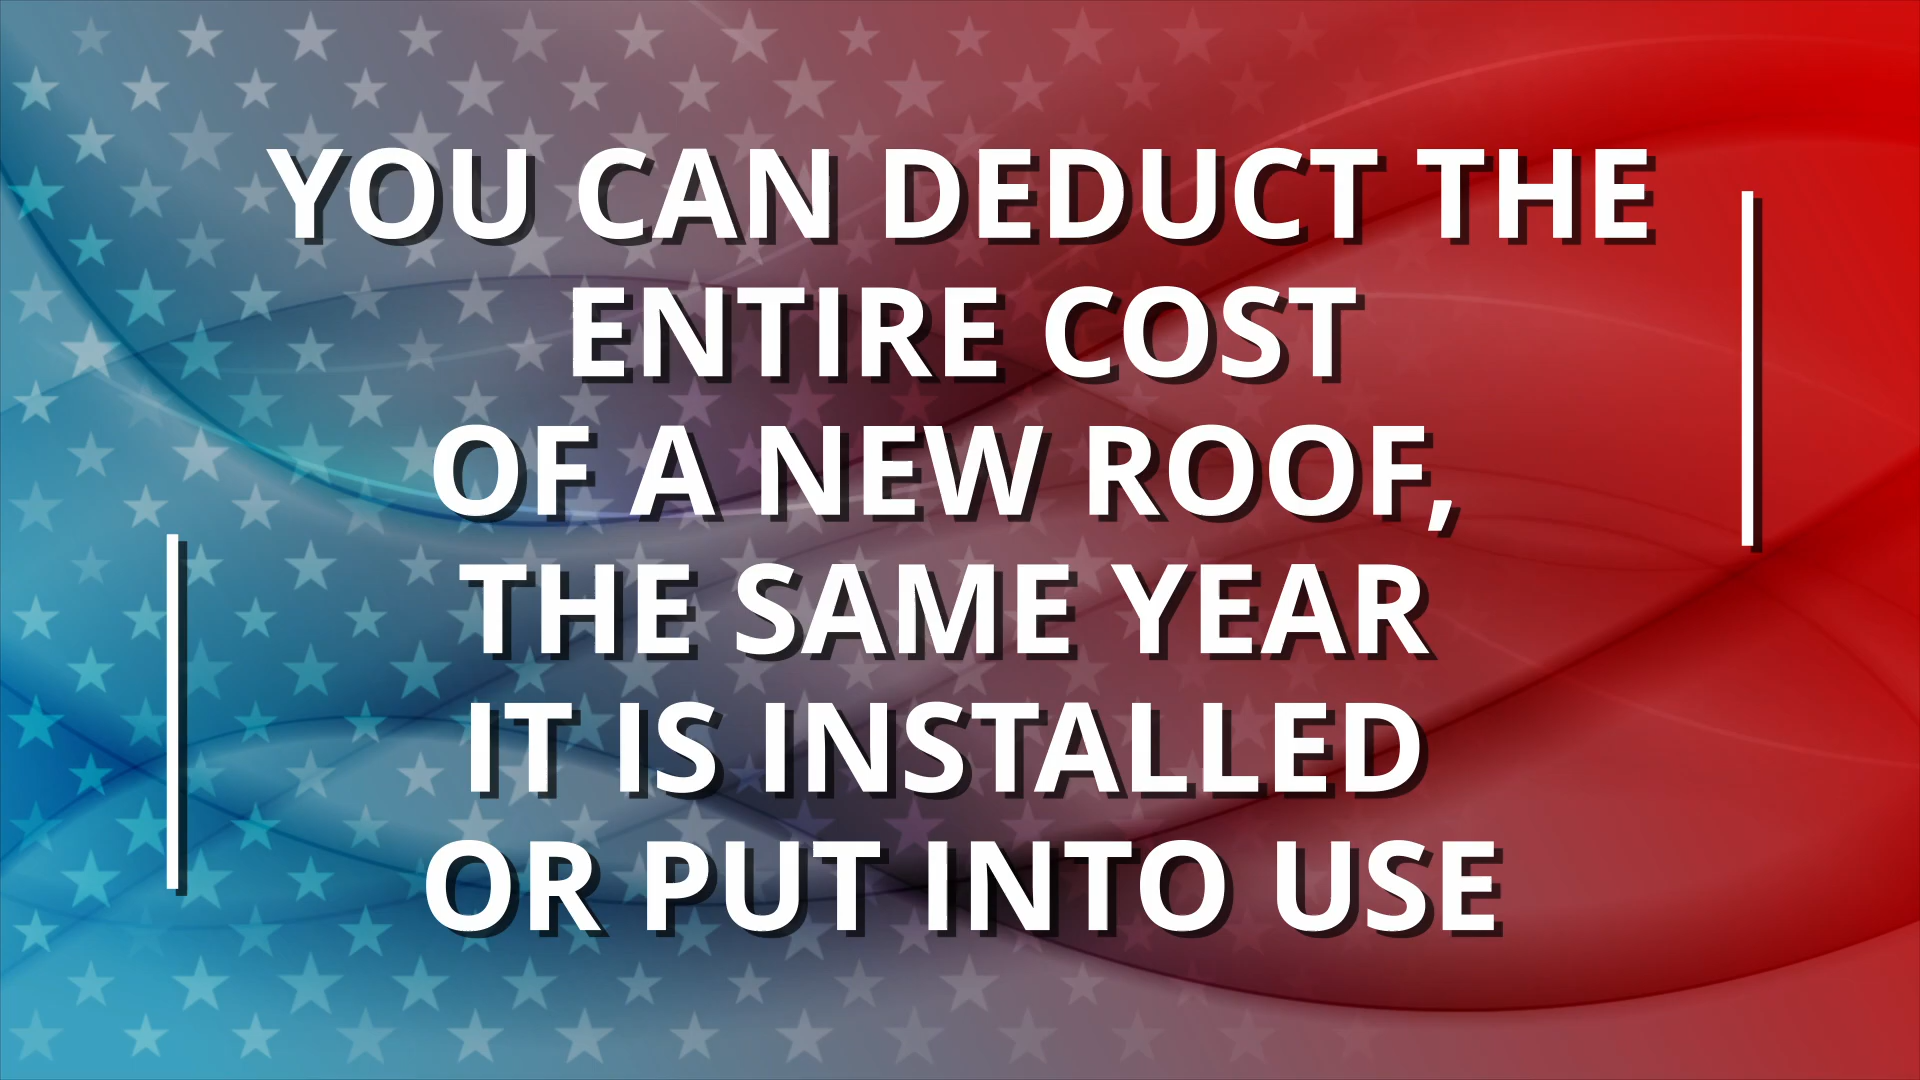 YOU CAN DEDUCT THE
ENTIRE COST
OF A NEW ROOF,
THE SAME YEAR
IT IS INSTALLED
OR PUT INTO USE